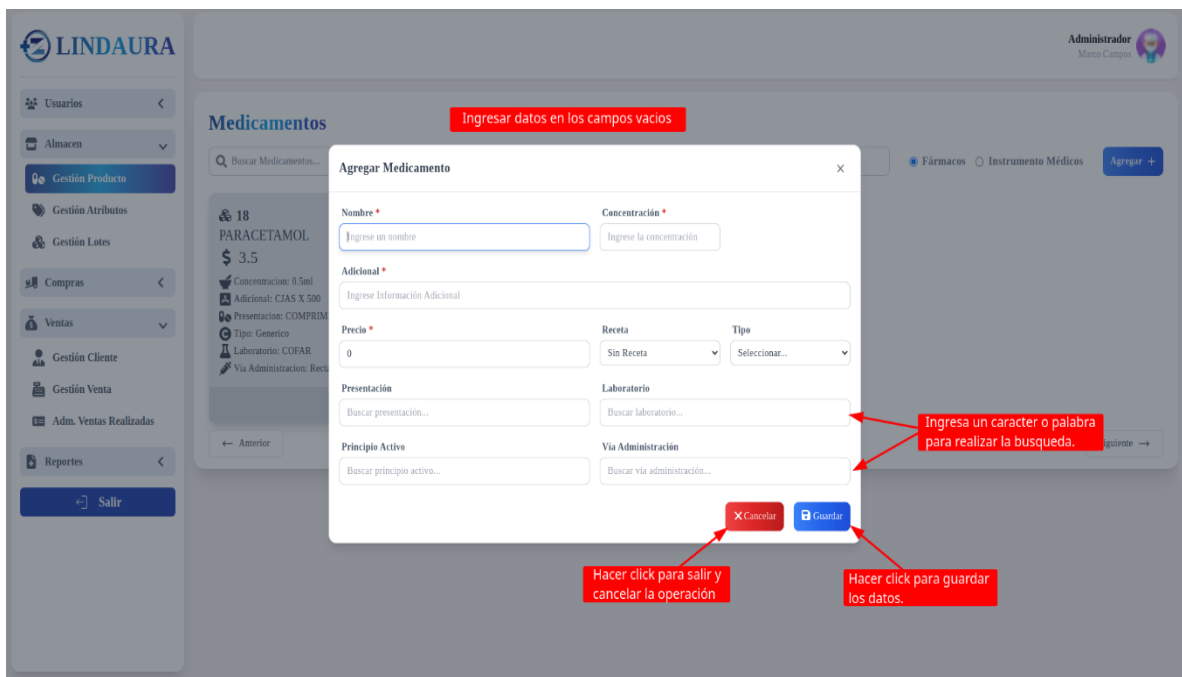 LINDAURA
Administrador
Marco Campos
Usuarios
Almacen
Gestión Producto
Gestión Atributos
Gestión Lotes
Compras
Ventas
Gestión Cliente
Gestión Venta
Adm. Ventas Realizadas
Reportes
Salir
Medicamentos
Ingresar datos en los campos vacios
Buscar Medicamentos...
Fármacos Instrumento Médicos
Agregar +
18
PARACETAMOL
$ 3.5
Concentracion: 0.5ml
Adicional: CJAS X 500
Presentacion: COMPRIM
Tipo: Generico
Laboratorio: COFAR
Via Administracion: Recta
← Anterior
iguiente →
Agregar Medicamento ×
Nombre * Concentración *
Ingrese un nombre Ingrese la concentración
Adicional *
Ingrese Información Adicional
Precio * Receta Tipo
0 Sin Receta Seleccionar...
Presentación Laboratorio
Buscar presentación... Buscar laboratorio...
Principio Activo Vía Administración
Buscar principio activo... Buscar via administración...
Cancelar Guardar
Ingresa un caracter o palabra
para realizar la busqueda.
Hacer click para salir y
cancelar la operación
Hacer click para guardar
los datos.